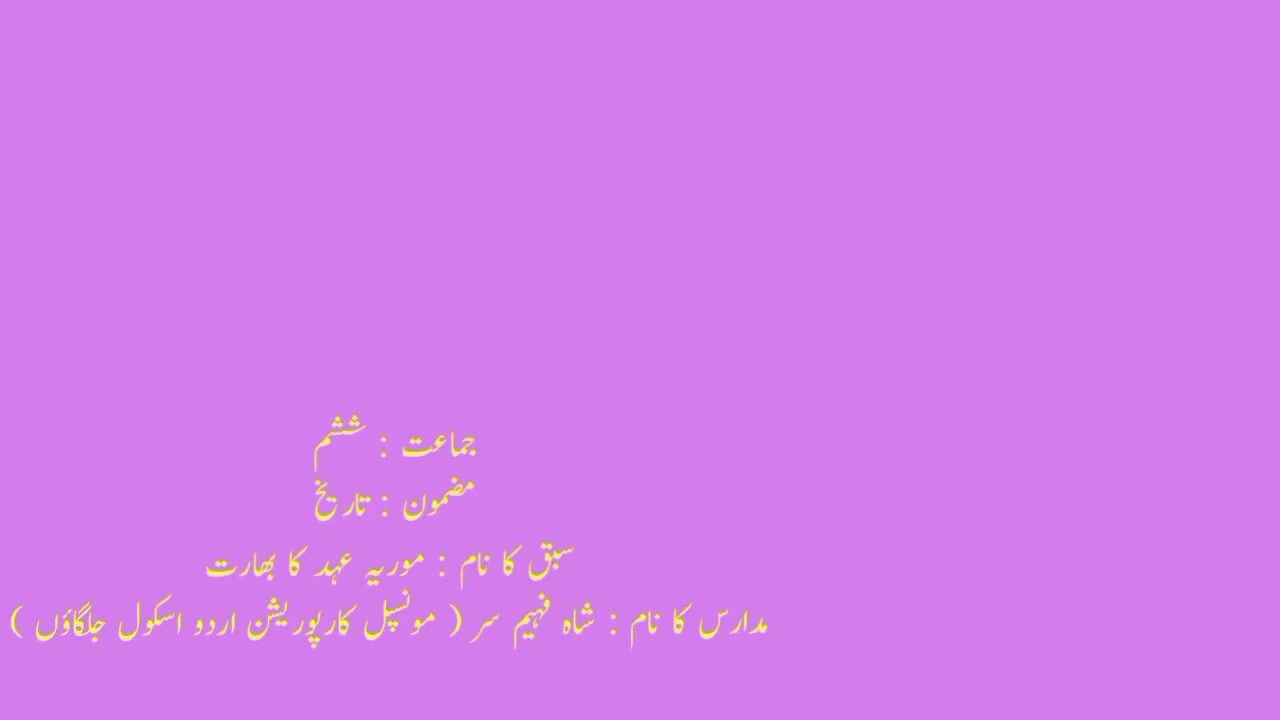 جماعت : ششم
مضمون : تاریخ
سبق کا نام : موریہ عہد کا بھارت
مدارس کا نام : شاہ فہیم سر ( مونسپل کارپوریشن اردو اسکول جلگاؤں )